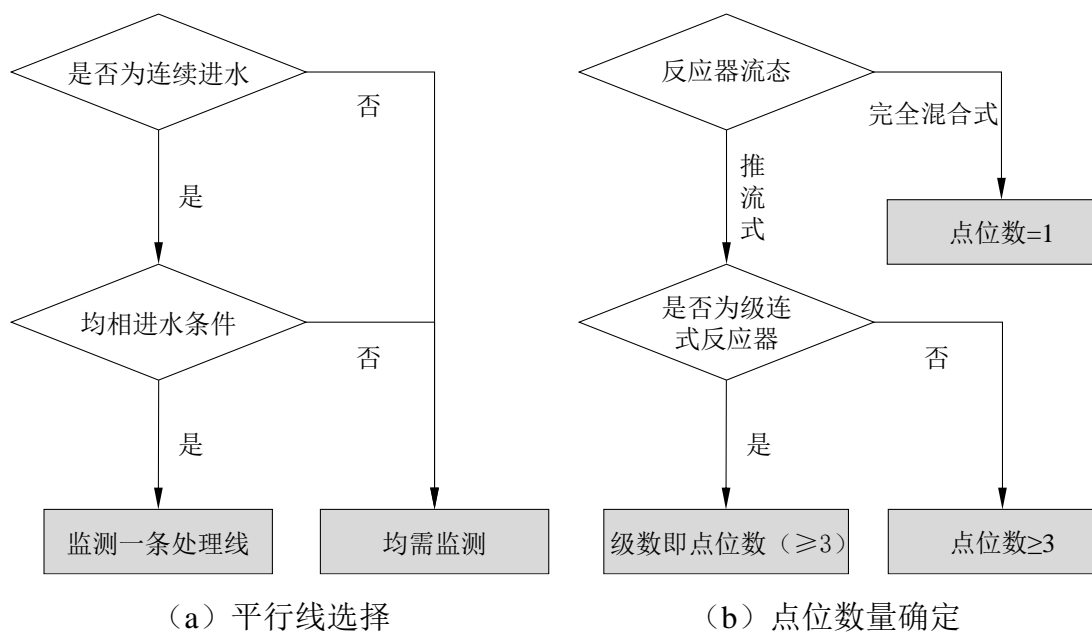 是否为连续进水
否
是
均相进水条件
否
是
监测一条处理线
均需监测
（a）平行线选择
反应器流态
完全混合式
推
流
式
点位数=1
是否为级连
式反应器
否
是
级数即点位数（≥3）
点位数≥3
（b）点位数量确定